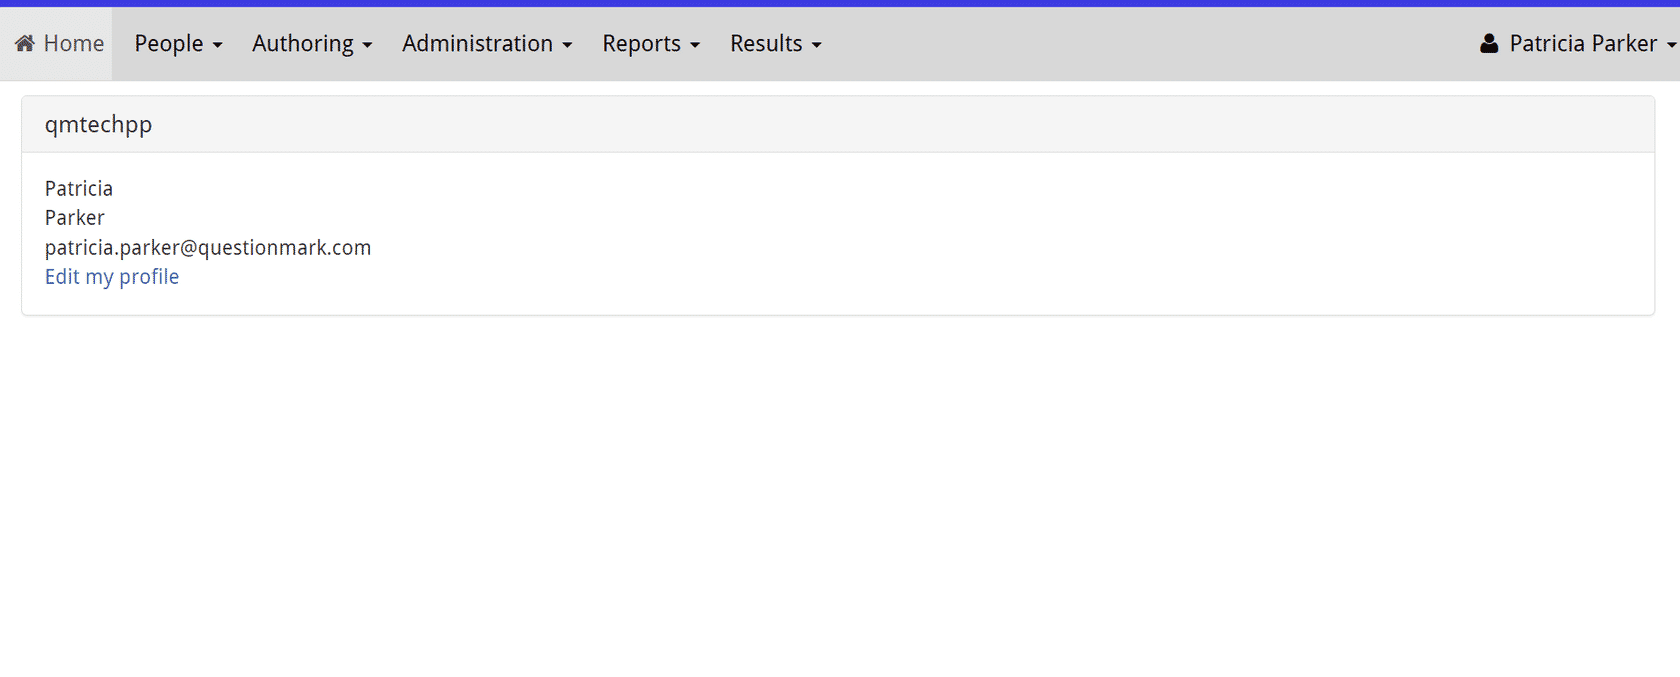 Home People Authoring Administration Reports Results Patricia Parker
qmtechpp
Patricia
Parker
patricia.parker@questionmark.com
Edit my profile